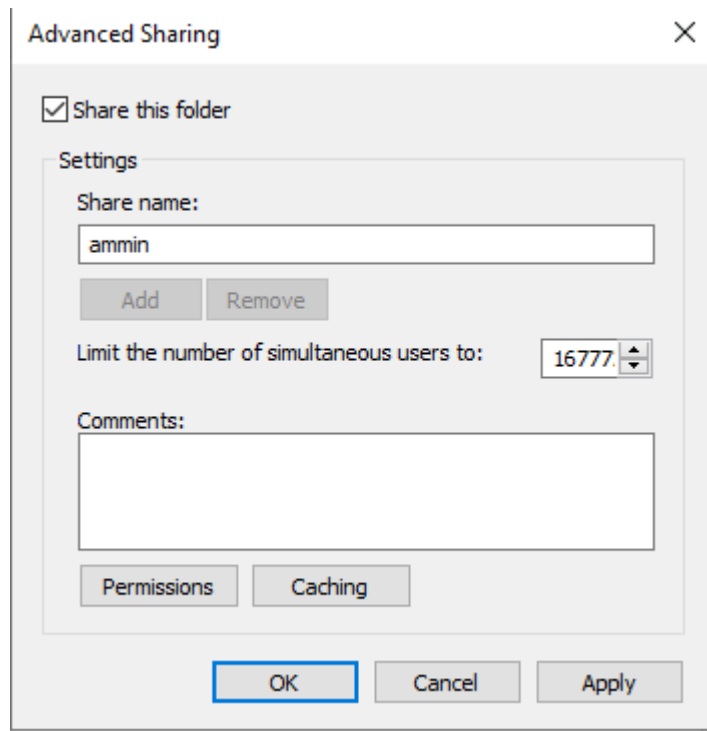 Advanced Sharing
Share this folder
Settings
Share name:
ammin
Add Remove
Limit the number of simultaneous users to: 16777
Comments:
Permissions Caching
OK Cancel Apply